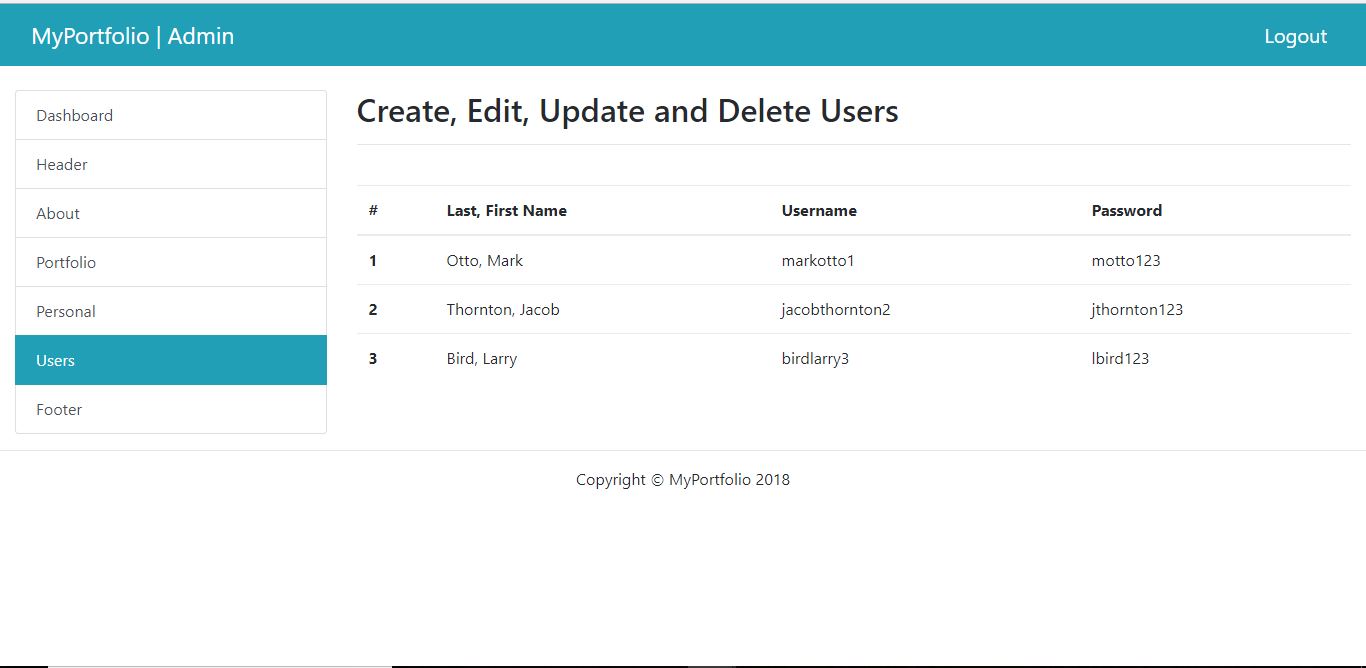 MyPortfolio | Admin
Logout
Dashboard
Header
About
Portfolio
Personal
Users
Footer
Create, Edit, Update and Delete Users
# Last, First Name Username Password
1 Otto, Mark markotto1 motto123
2 Thornton, Jacob jacobthornton2 jthornton123
3 Bird, Larry birdlarry3 lbird123
Copyright © MyPortfolio 2018